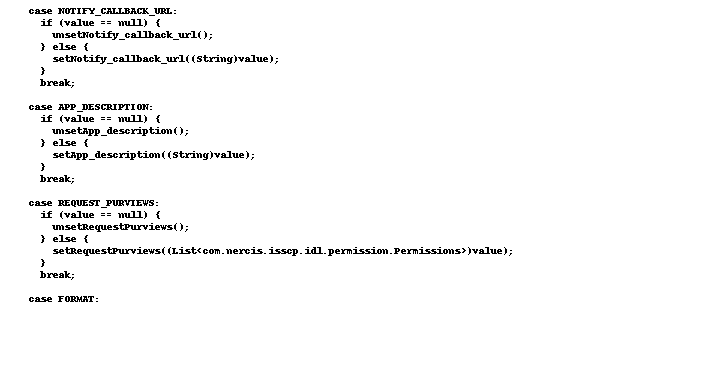 case NOTIFY_CALLBACK_URL:
if (value == null) {
unsetNotify_callback_url();
} else {
setNotify_callback_url((String)value);
}
break;
case APP_DESCRIPTION:
if (value == null) {
unsetApp_description();
} else {
setApp_description((String)value);
}
break;
case REQUEST_PURVIEWS:
if (value == null) {
unsetRequestPurviews();
} else {
setRequestPurviews((List<com.nercis.isscp.idl.permission.Permissions>)value);
}
break;
case FORMAT: